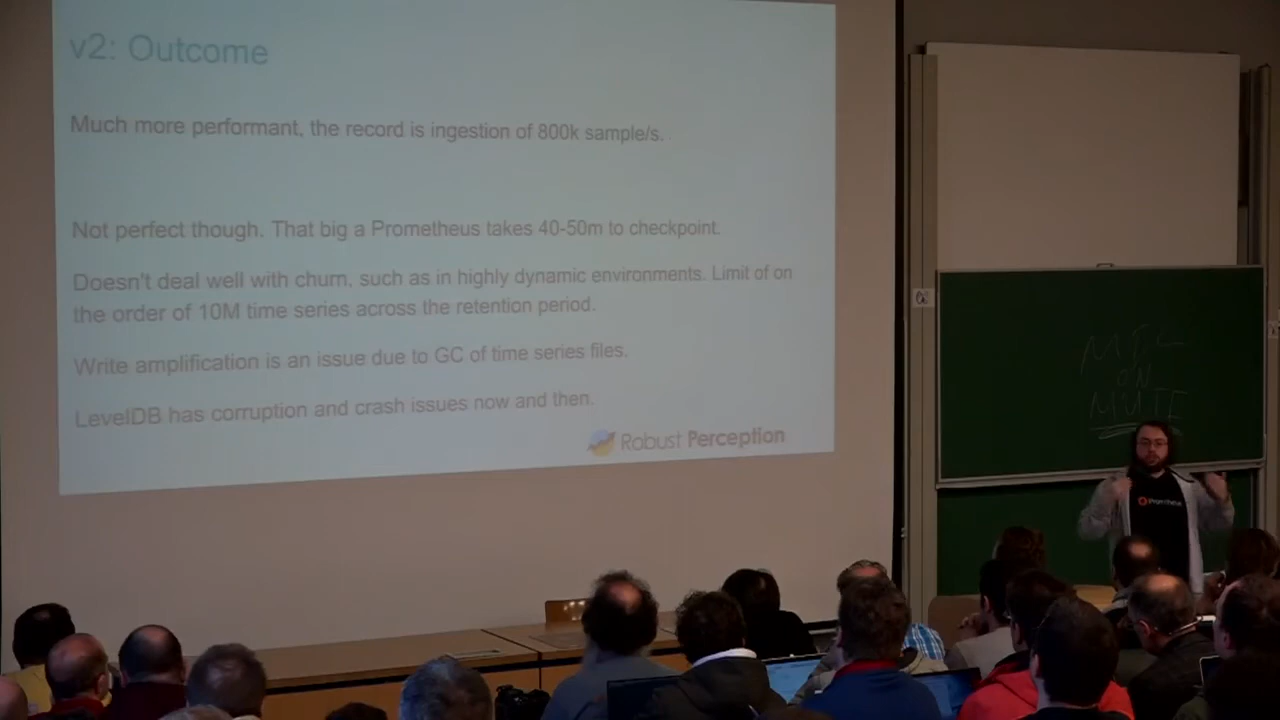 v2: Outcome
Much more performant, the record is ingestion of 800k sample/s.
Not perfect though. That big a Prometheus takes 40-50m to checkpoint.
Doesn't deal well with churn, such as in highly dynamic environments. Limit of on
the order of 10M time series across the retention period.
Write amplification is an issue due to GC of time series files.
LevelDB has corruption and crash issues now and then.
Robust Perception
ON
MUTE